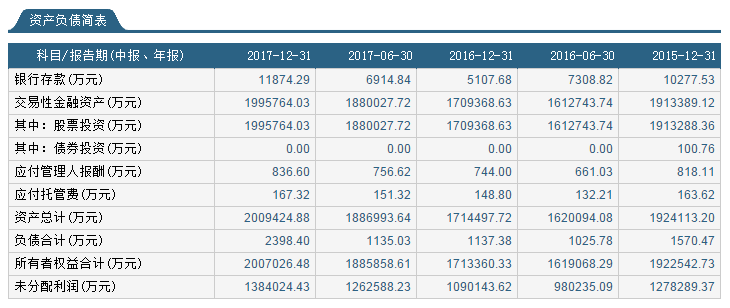 资产负债简表
科目/报告期(中报、年报) 2017-12-31 2017-06-30 2016-12-31 2016-06-30 2015-12-31
银行存款(万元) 11874.29 6914.84 5107.68 7308.82 10277.53
交易性金融资产(万元) 1995764.03 1880027.72 1709368.63 1612743.74 1913389.12
其中：股票投资(万元) 1995764.03 1880027.72 1709368.63 1612743.74 1913288.36
其中：债券投资(万元) 0.00 0.00 0.00 0.00 100.76
应付管理人报酬(万元) 836.60 756.62 744.00 661.03 818.11
应付托管费(万元) 167.32 151.32 148.80 132.21 163.62
资产总计(万元) 2009424.88 1886993.64 1714497.72 1620094.08 1924113.20
负债合计(万元) 2398.40 1135.03 1137.38 1025.78 1570.47
所有者权益合计(万元) 2007026.48 1885858.61 1713360.33 1619068.29 1922542.73
未分配利润(万元) 1384024.43 1262588.23 1090143.62 980235.09 1278289.37